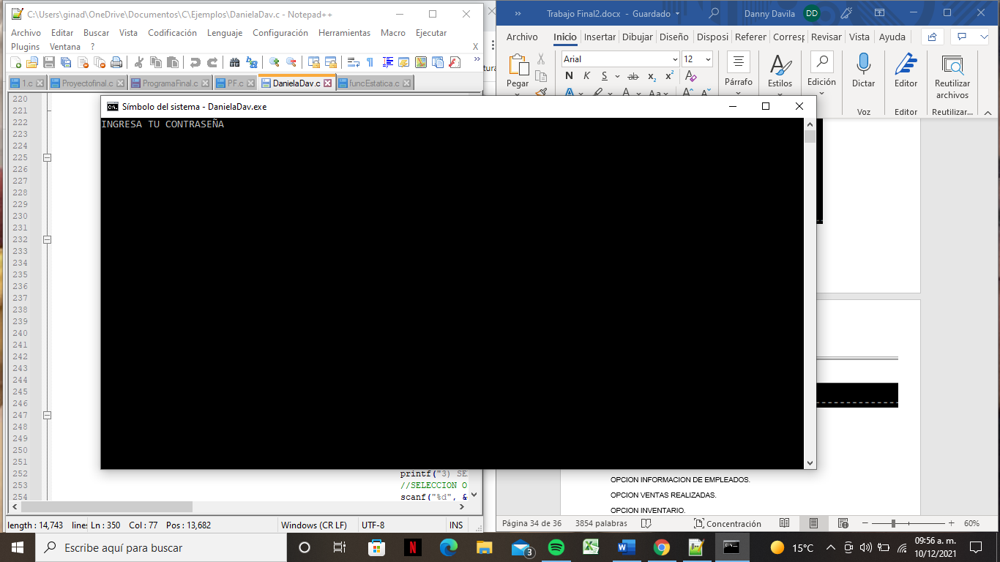 C:\Users\ginad\OneDrive\Documentos\C\Ejemplos\DanielaDav.c - Notepad++
Archivo Editar Buscar Vista Codificación Lenguaje Configuración Herramientas Macro Ejecutar
Plugins Ventana ? X
1.c Proyectofinal.c ProgramaFinal.c PF.c DanielaDav.c funcEstatica.c
220
221
222
223
224
225
226
227
228
229
230
231
232
233
234
235
236
237
238
239
240
241
242
243
244
245
246
247
248
249
250
251
252 printf("3) SE
253 //SELECCION O
254 scanf("%d", &
length : 14,743 lines Ln : 350 Col : 77 Pos : 13,682 Windows (CR LF) UTF-8 INS
Símbolo del sistema - DanielaDav.exe
INGRESA TU CONTRASEÑA
Trabajo Final2.docx - Guardado Danny Davila DD
Archivo Inicio Insertar Dibujar Diseño Disposi Referer Corresp Revisar Vista Ayuda
Arial 12
N K S ab x₂ x² A
Pegar
Párrafo
Estilos
Edición
Dictar
Editor
Reutilizar
archivos
Voz Editor Reutilizar...
OPCION INFORMACION DE EMPLEADOS.
OPCION VENTAS REALIZADAS.
OPCION INVENTARIO.
Página 34 de 36 3854 palabras Concentración 60%
Escribe aquí para buscar
3
15°C
09:56 a. m.
10/12/2021